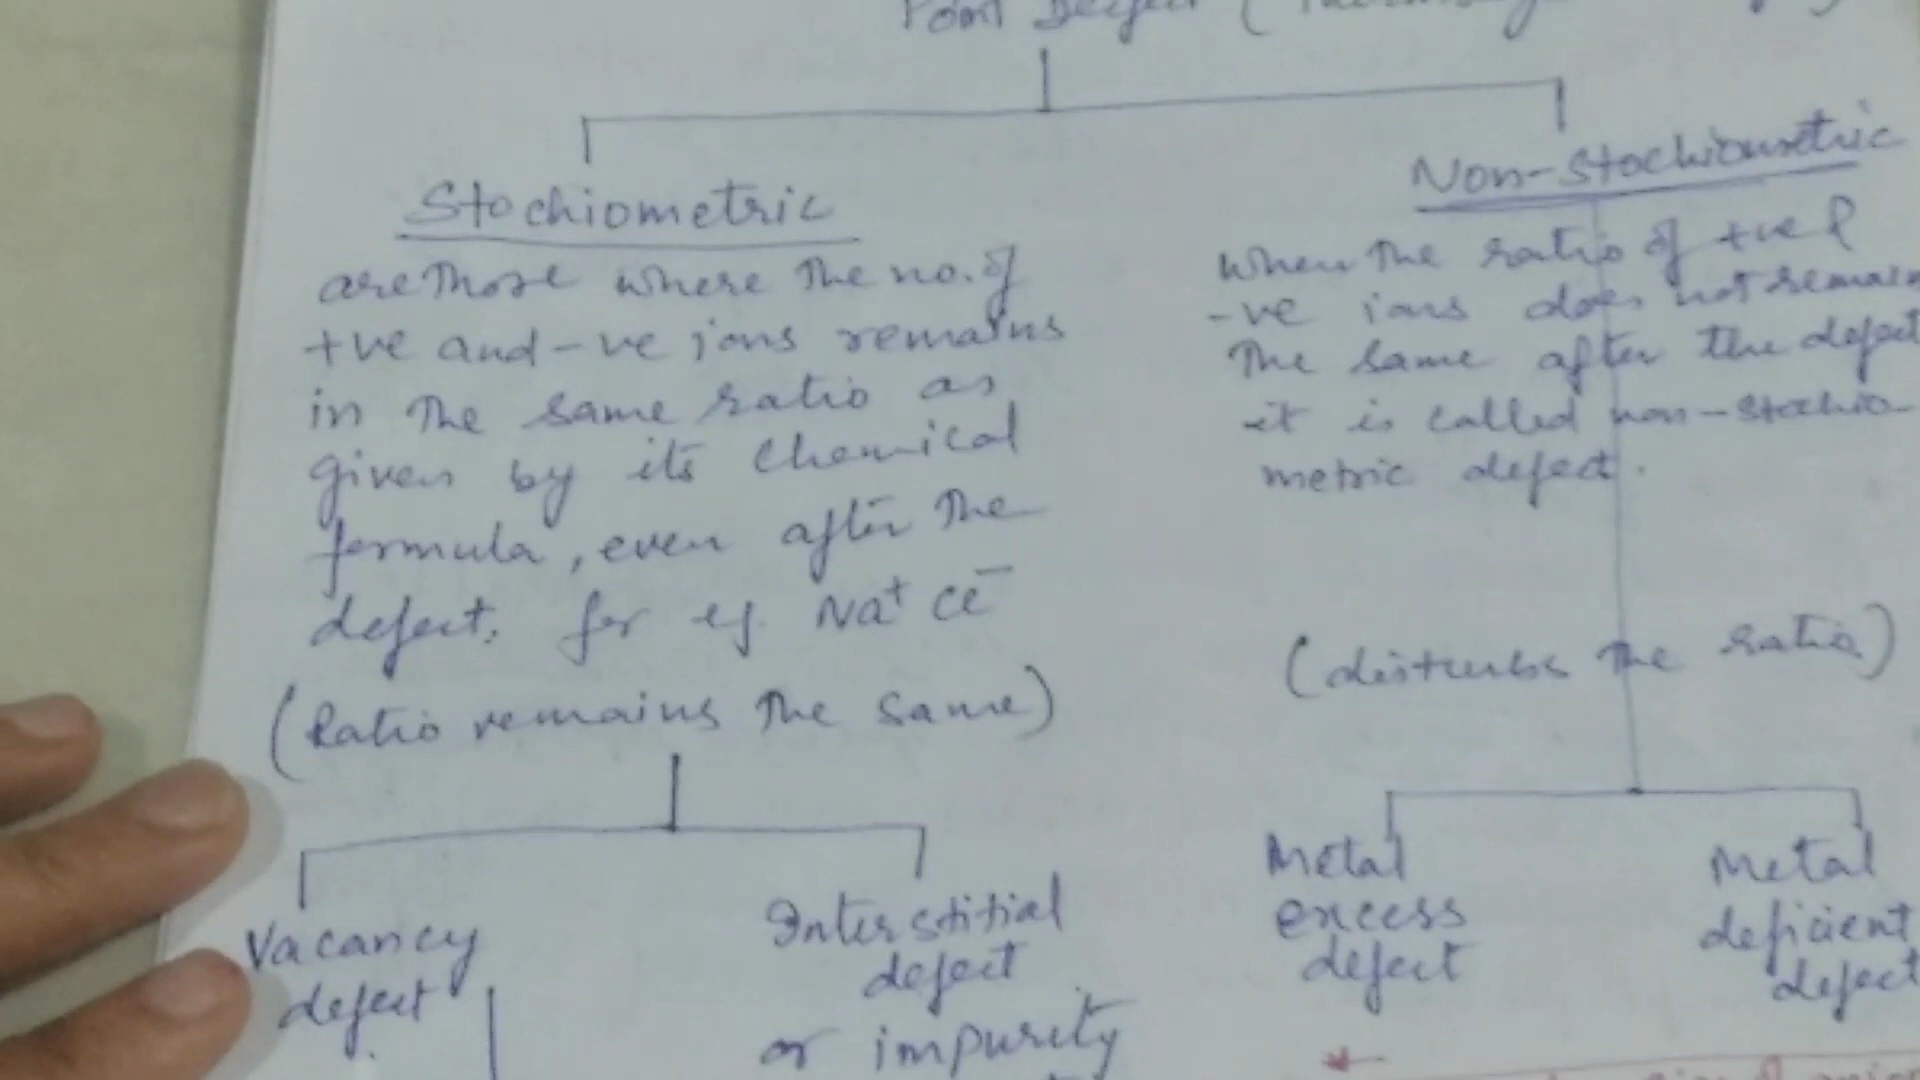 Point Defect (
Stochiometric
are those where the no. of
+ve and -ve ions remains
in the same ratio as
given by its chemical
formula, even after the
defect. for eg. Na+ Cl-
(Ratio remains the same)
Vacancy
defect
Interstitial
defect
or impurity
Non-Stochiometric
when the ratio of +ve &
-ve ions does not remain
the same after the defect
it is called non-stochio-
metric defect.
(disturbs the ratio)
Metal
excess
defect
Metal
deficient
defect